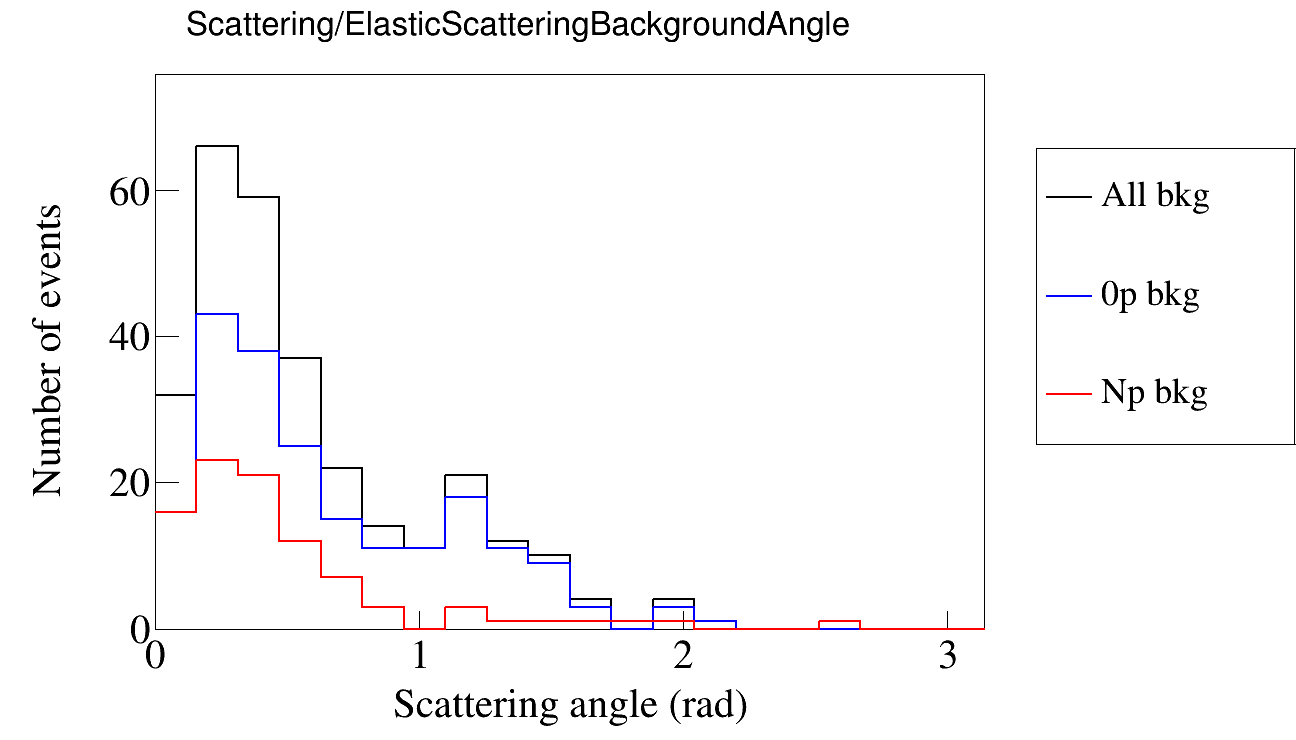 Scattering/ElasticScatteringBackgroundAngle
Number of events
60
40
20
0
0 1 2 3
Scattering angle (rad)
All bkg
0p bkg
Np bkg